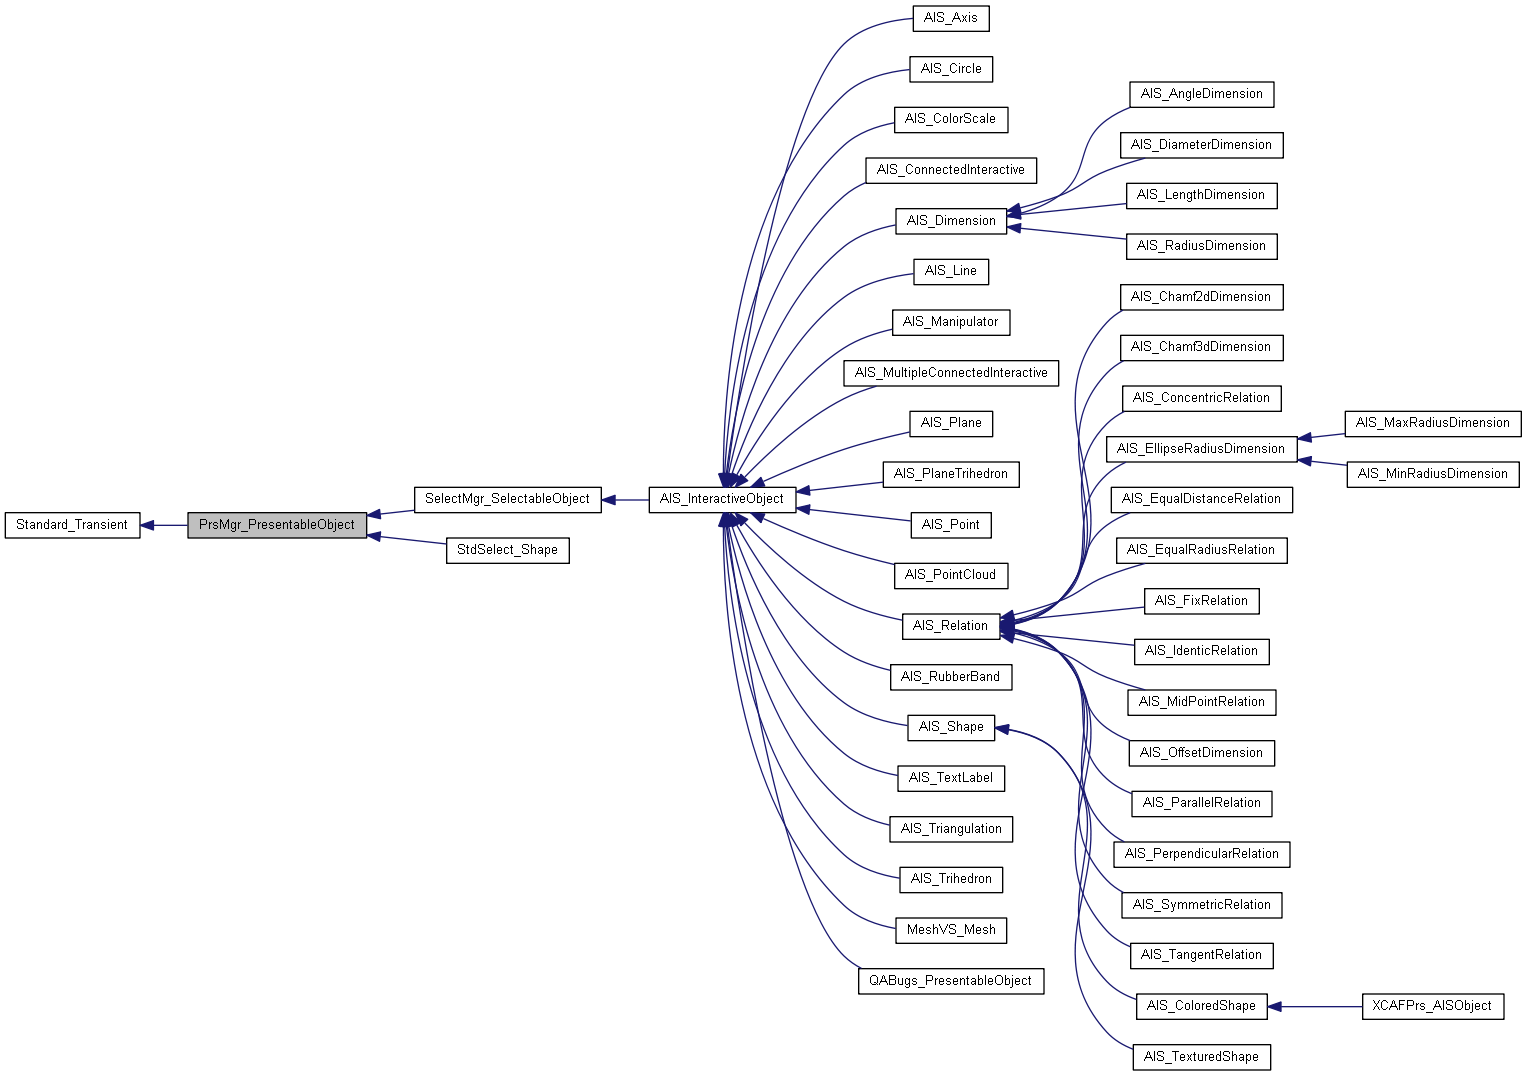 Standard_Transient
PrsMgr_PresentableObject
SelectMgr_SelectableObject
StdSelect_Shape
AIS_InteractiveObject
AIS_Axis
AIS_Circle
AIS_ColorScale
AIS_ConnectedInteractive
AIS_Dimension
AIS_Line
AIS_Manipulator
AIS_MultipleConnectedInteractive
AIS_Plane
AIS_PlaneTrihedron
AIS_Point
AIS_PointCloud
AIS_Relation
AIS_RubberBand
AIS_Shape
AIS_TextLabel
AIS_Triangulation
AIS_Trihedron
MeshVS_Mesh
QABugs_PresentableObject
AIS_AngleDimension
AIS_DiameterDimension
AIS_LengthDimension
AIS_RadiusDimension
AIS_Chamf2dDimension
AIS_Chamf3dDimension
AIS_ConcentricRelation
AIS_EllipseRadiusDimension
AIS_EqualDistanceRelation
AIS_EqualRadiusRelation
AIS_FixRelation
AIS_IdenticRelation
AIS_MidPointRelation
AIS_OffsetDimension
AIS_ParallelRelation
AIS_PerpendicularRelation
AIS_SymmetricRelation
AIS_TangentRelation
AIS_ColoredShape
AIS_TexturedShape
AIS_MaxRadiusDimension
AIS_MinRadiusDimension
XCAFPrs_AISObject